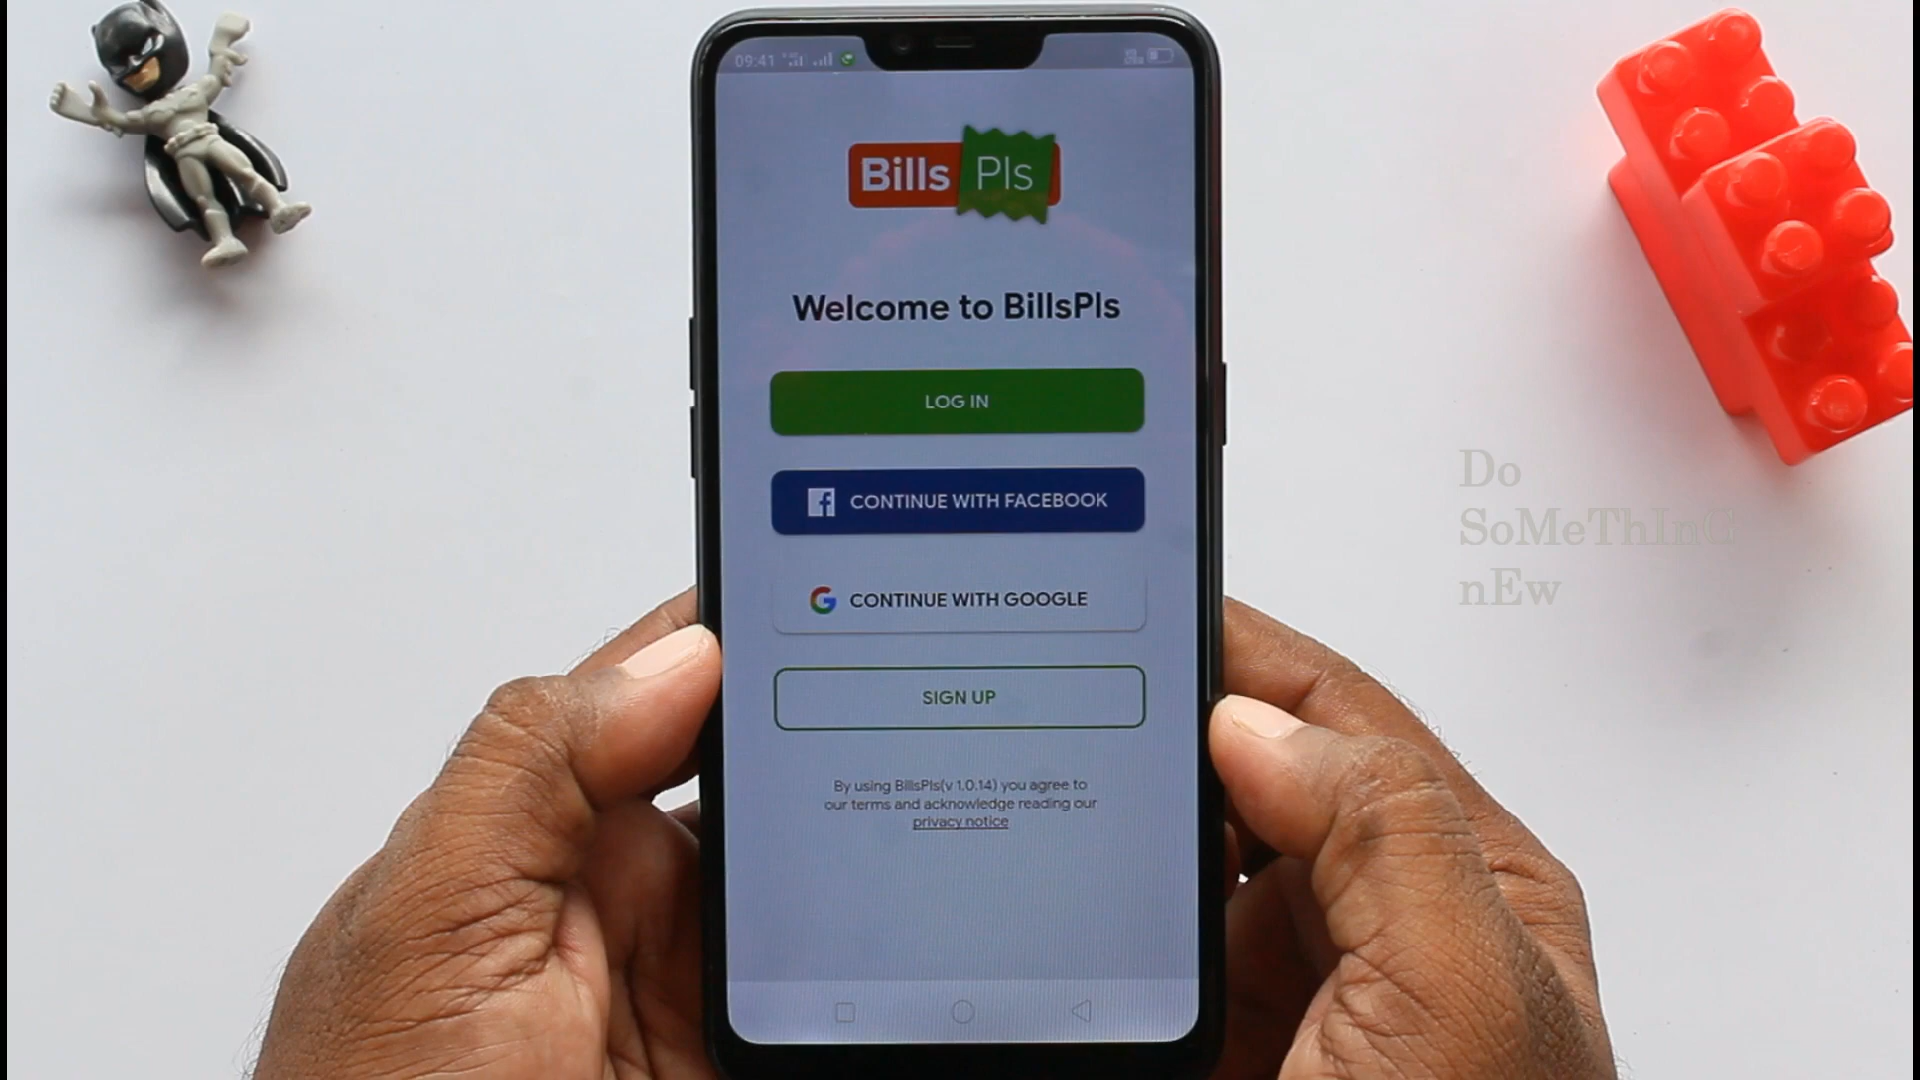 09:41
Bills Pls
Welcome to BillsPls
LOG IN
CONTINUE WITH FACEBOOK
CONTINUE WITH GOOGLE
SIGN UP
By using BillsPls(v 1.0.14) you agree to
our terms and acknowledge reading our
privacy notice
Do
SoMeThInG
nEw